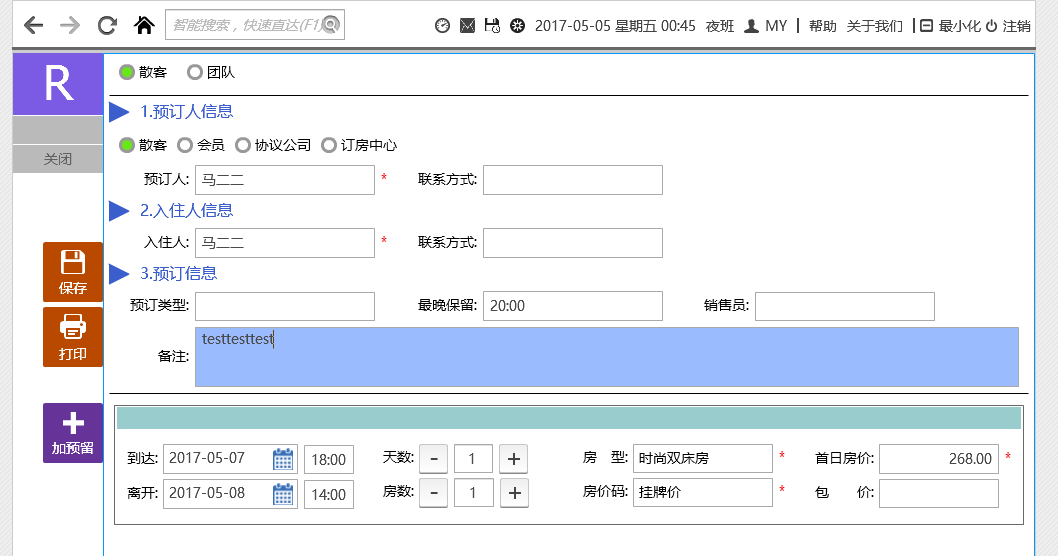 智能搜索，快速直达(F1) 2017-05-05 星期五 00:45 夜班 MY | 帮助 关于我们 | 最小化 注销
R
关闭
保存
打印
加预留
散客 团队
1.预订人信息
散客 会员 协议公司 订房中心
预订人: 马二二 * 联系方式:
2.入住人信息
入住人: 马二二 * 联系方式:
3.预订信息
预订类型: 最晚保留: 20:00 销售员:
备注: testtesttest
到达: 2017-05-07 18:00 天数: - 1 + 房 型: 时尚双床房 * 首日房价: 268.00 *
离开: 2017-05-08 14:00 房数: - 1 + 房价码: 挂牌价 * 包 价: